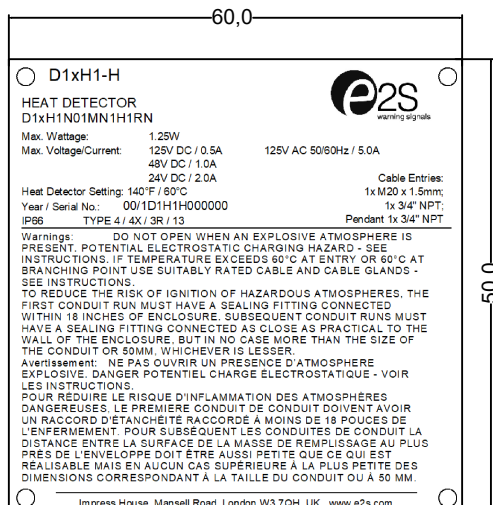 60,0
D1xH1-H
e2S
warning signals
HEAT DETECTOR
D1xH1N01MN1H1RN
Max. Wattage: 1.25W
Max. Voltage/Current: 125V DC / 0.5A 125V AC 50/60Hz / 5.0A
48V DC / 1.0A
24V DC / 2.0A Cable Entries:
Heat Detector Setting: 140°F / 60°C 1x M20 x 1.5mm;
Year / Serial No.: 00/1D1H1H000000 1x 3/4" NPT;
IP66 TYPE 4 / 4X / 3R / 13 Pendant 1x 3/4" NPT
Warnings: DO NOT OPEN WHEN AN EXPLOSIVE ATMOSPHERE IS
PRESENT. POTENTIAL ELECTROSTATIC CHARGING HAZARD - SEE
INSTRUCTIONS. IF TEMPERATURE EXCEEDS 60°C AT ENTRY OR 60°C AT
BRANCHING POINT USE SUITABLY RATED CABLE AND CABLE GLANDS -
SEE INSTRUCTIONS.
TO REDUCE THE RISK OF IGNITION OF HAZARDOUS ATMOSPHERES, THE
FIRST CONDUIT RUN MUST HAVE A SEALING FITTING CONNECTED
WITHIN 18 INCHES OF ENCLOSURE. SUBSEQUENT CONDUIT RUNS MUST
HAVE A SEALING FITTING CONNECTED AS CLOSE AS PRACTICAL TO THE
WALL OF THE ENCLOSURE, BUT IN NO CASE MORE THAN THE SIZE OF
THE CONDUIT OR 50MM, WHICHEVER IS LESSER.
Avertissement: NE PAS OUVRIR UN PRESENCE D'ATMOSPHERE
EXPLOSIVE. DANGER POTENTIEL CHARGE ÉLECTROSTATIQUE - VOIR
LES INSTRUCTIONS.
POUR RÉDUIRE LE RISQUE D'INFLAMMATION DES ATMOSPHÈRES
DANGEREUSES, LE PREMIERE CONDUIT DE CONDUIT DOIVENT AVOIR
UN RACCORD D'ÉTANCHÉITÉ RACCORDÉ À MOINS DE 18 POUCES DE
L'ENFERMEMENT. POUR SUBSÉQUENT LES CONDUITES DE CONDUIT LA
DISTANCE ENTRE LA SURFACE DE LA MASSE DE REMPLISSAGE AU PLUS
PRÈS DE L'ENVELOPPE DOIT ÊTRE AUSSI PETITE QUE CE QUI EST
RÉALISABLE MAIS EN AUCUN CAS SUPÉRIEURE À LA PLUS PETITE DES
DIMENSIONS CORRESPONDANT À LA TAILLE DU CONDUIT OU À 50 MM.
Impress House, Mansell Road, London W3 7QH, UK www.e2s.com
50,0